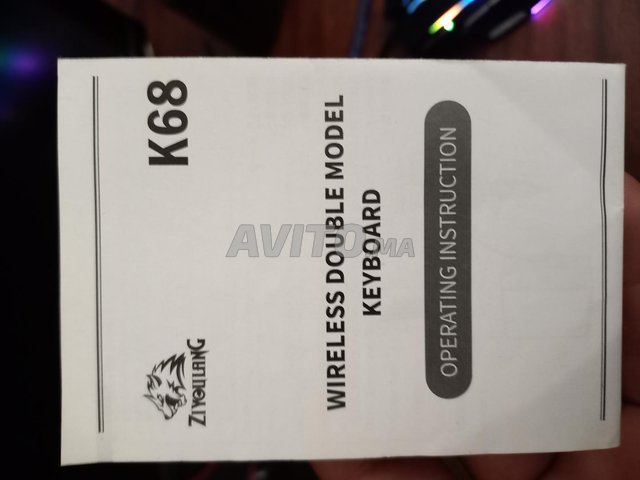 ZIYOULANG
K68
WIRELESS DOUBLE MODEL
KEYBOARD
OPERATING INSTRUCTION
AVITO.MA